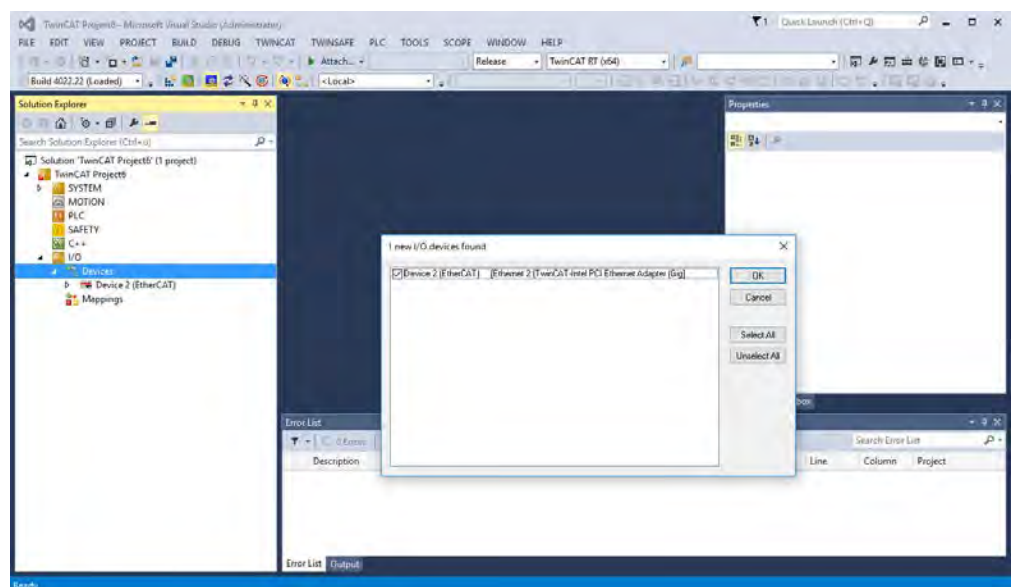 TwinCAT Project6 - Microsoft Visual Studio (Administrator)
1
Quick Launch (Ctrl+Q)
FILE EDIT VIEW PROJECT BUILD DEBUG TWINCAT TWINSAFE PLC TOOLS SCOPE WINDOW HELP
Attach...
Release
TwinCAT RT (x64)
Build 4022.22 (Loaded)
<Local>
Solution Explorer
Search Solution Explorer (Ctrl+ü)
Solution 'TwinCAT Project6' (1 project)
TwinCAT Project6
SYSTEM
MOTION
PLC
SAFETY
C++
I/O
Devices
Device 2 (EtherCAT)
Mappings
Properties
1 new I/O devices found
Device 2 (EtherCAT) [Ethernet 2 (TwinCAT-Intel PCI Ethernet Adapter (Gig]
OK
Cancel
Select All
Unselect All
box
Error List
0 Errors
Search Error List
Description
Line Column Project
Error List Output
Ready